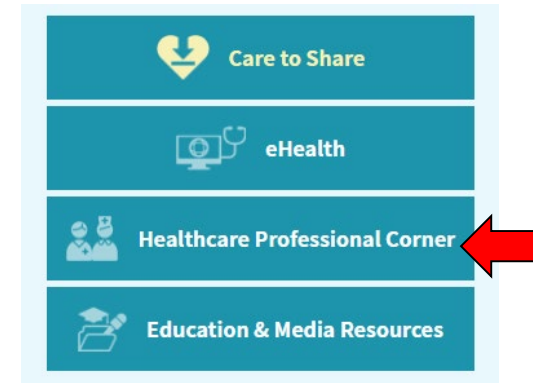 Care to Share
eHealth
Healthcare Professional Corner
Education & Media Resources